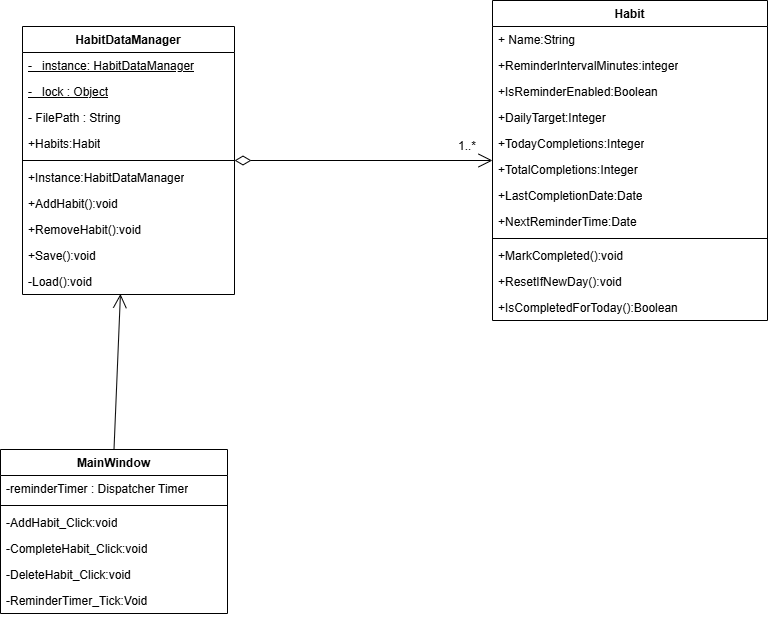 HabitDataManager
- _instance: HabitDataManager
- _lock : Object
- FilePath : String
+Habits:Habit
+Instance:HabitDataManager
+AddHabit():void
+RemoveHabit():void
+Save():void
-Load():void
1..*
Habit
+ Name:String
+ReminderIntervalMinutes:integer
+IsReminderEnabled:Boolean
+DailyTarget:Integer
+TodayCompletions:Integer
+TotalCompletions:Integer
+LastCompletionDate:Date
+NextReminderTime:Date
+MarkCompleted():void
+ResetIfNewDay():void
+IsCompletedForToday():Boolean
MainWindow
-reminderTimer : Dispatcher Timer
-AddHabit_Click:void
-CompleteHabit_Click:void
-DeleteHabit_Click:void
-ReminderTimer_Tick:Void